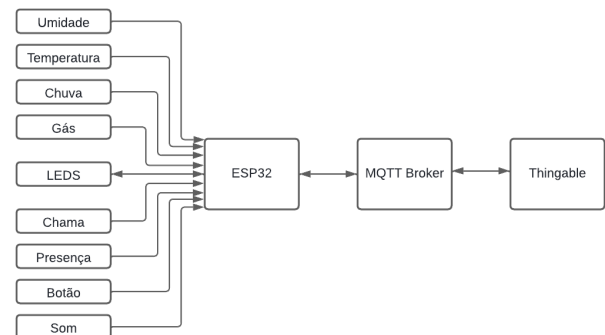 Umidade
Temperatura
Chuva
Gás
LEDS
Chama
Presença
Botão
Som
ESP32
MQTT Broker
Thingable